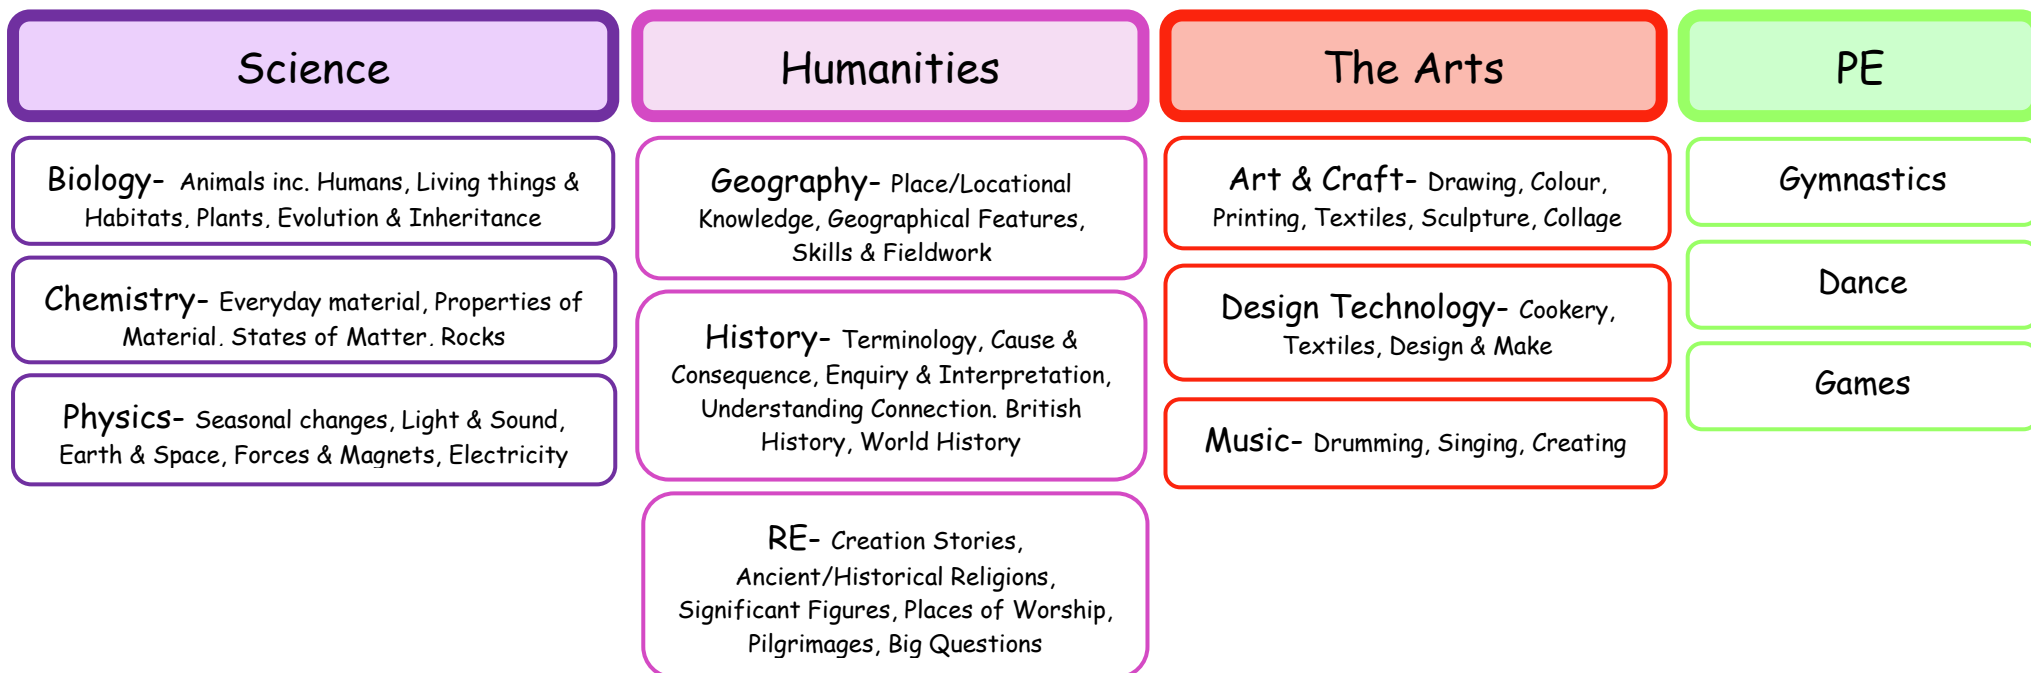 Science
Biology- Animals inc. Humans, Living things &
Habitats, Plants, Evolution & Inheritance
Chemistry- Everyday material, Properties of
Material, States of Matter, Rocks
Physics- Seasonal changes, Light & Sound,
Earth & Space, Forces & Magnets, Electricity
Humanities
Geography- Place/Locational
Knowledge, Geographical Features,
Skills & Fieldwork
History- Terminology, Cause &
Consequence, Enquiry & Interpretation,
Understanding Connection. British
History, World History
RE- Creation Stories,
Ancient/Historical Religions,
Significant Figures, Places of Worship,
Pilgrimages, Big Questions
The Arts
Art & Craft- Drawing, Colour,
Printing, Textiles, Sculpture, Collage
Design Technology- Cookery,
Textiles, Design & Make
Music- Drumming, Singing, Creating
PE
Gymnastics
Dance
Games